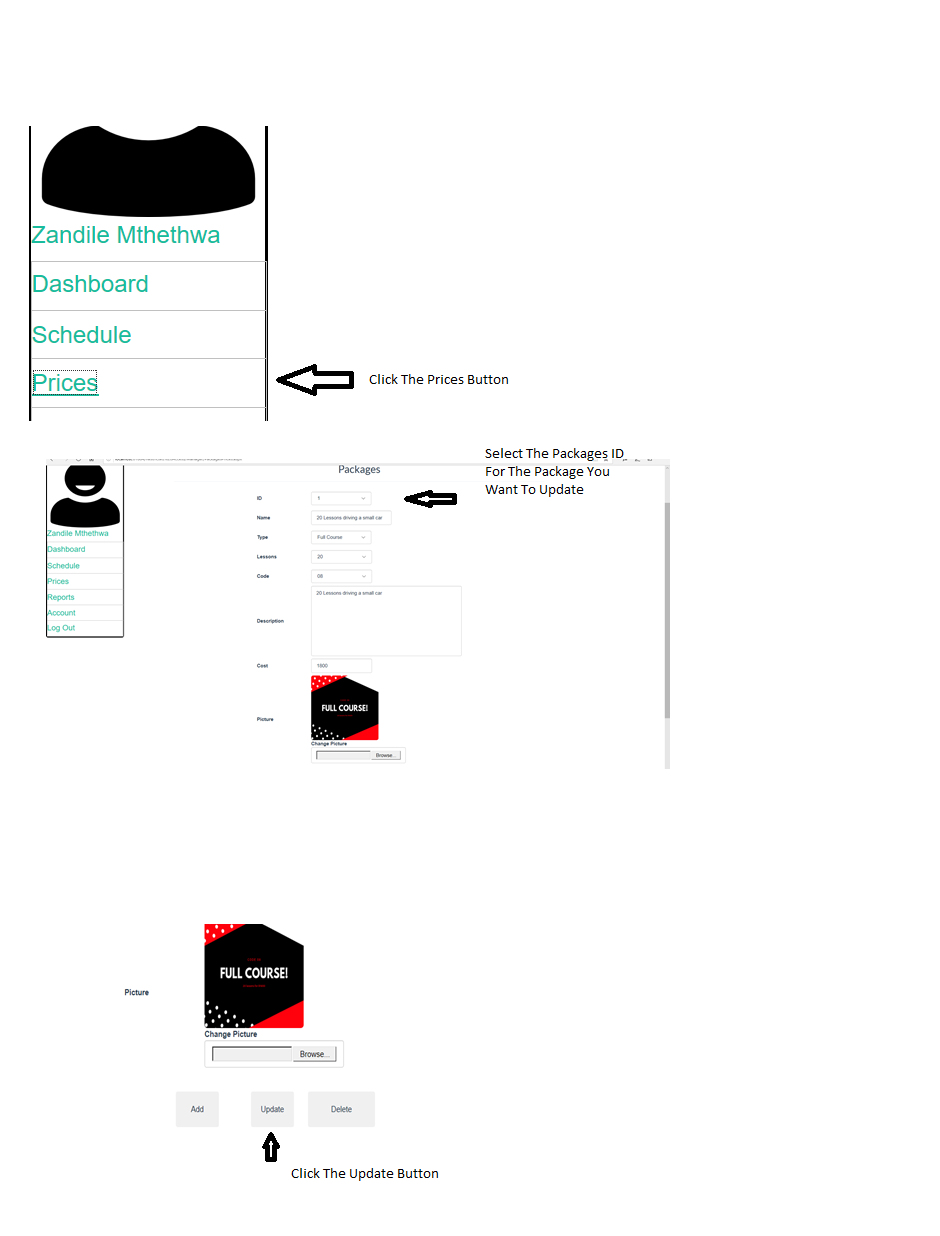 Zandile Mthethwa
Dashboard
Schedule
Prices
Click The Prices Button
Select The Packages ID
For The Package You
Want To Update
Packages
Zandile Mthethwa
Dashboard
Schedule
Prices
Reports
Account
Log Out
ID 1
Name 20 Lessons driving a small car
Type Full Course
Lessons 20
Code 08
Description 20 Lessons driving a small car
Cost 1800
Picture
FULL COURSE!
Change Picture
Browse...
FULL COURSE!
Picture
Change Picture
Browse...
Add Update Delete
Click The Update Button